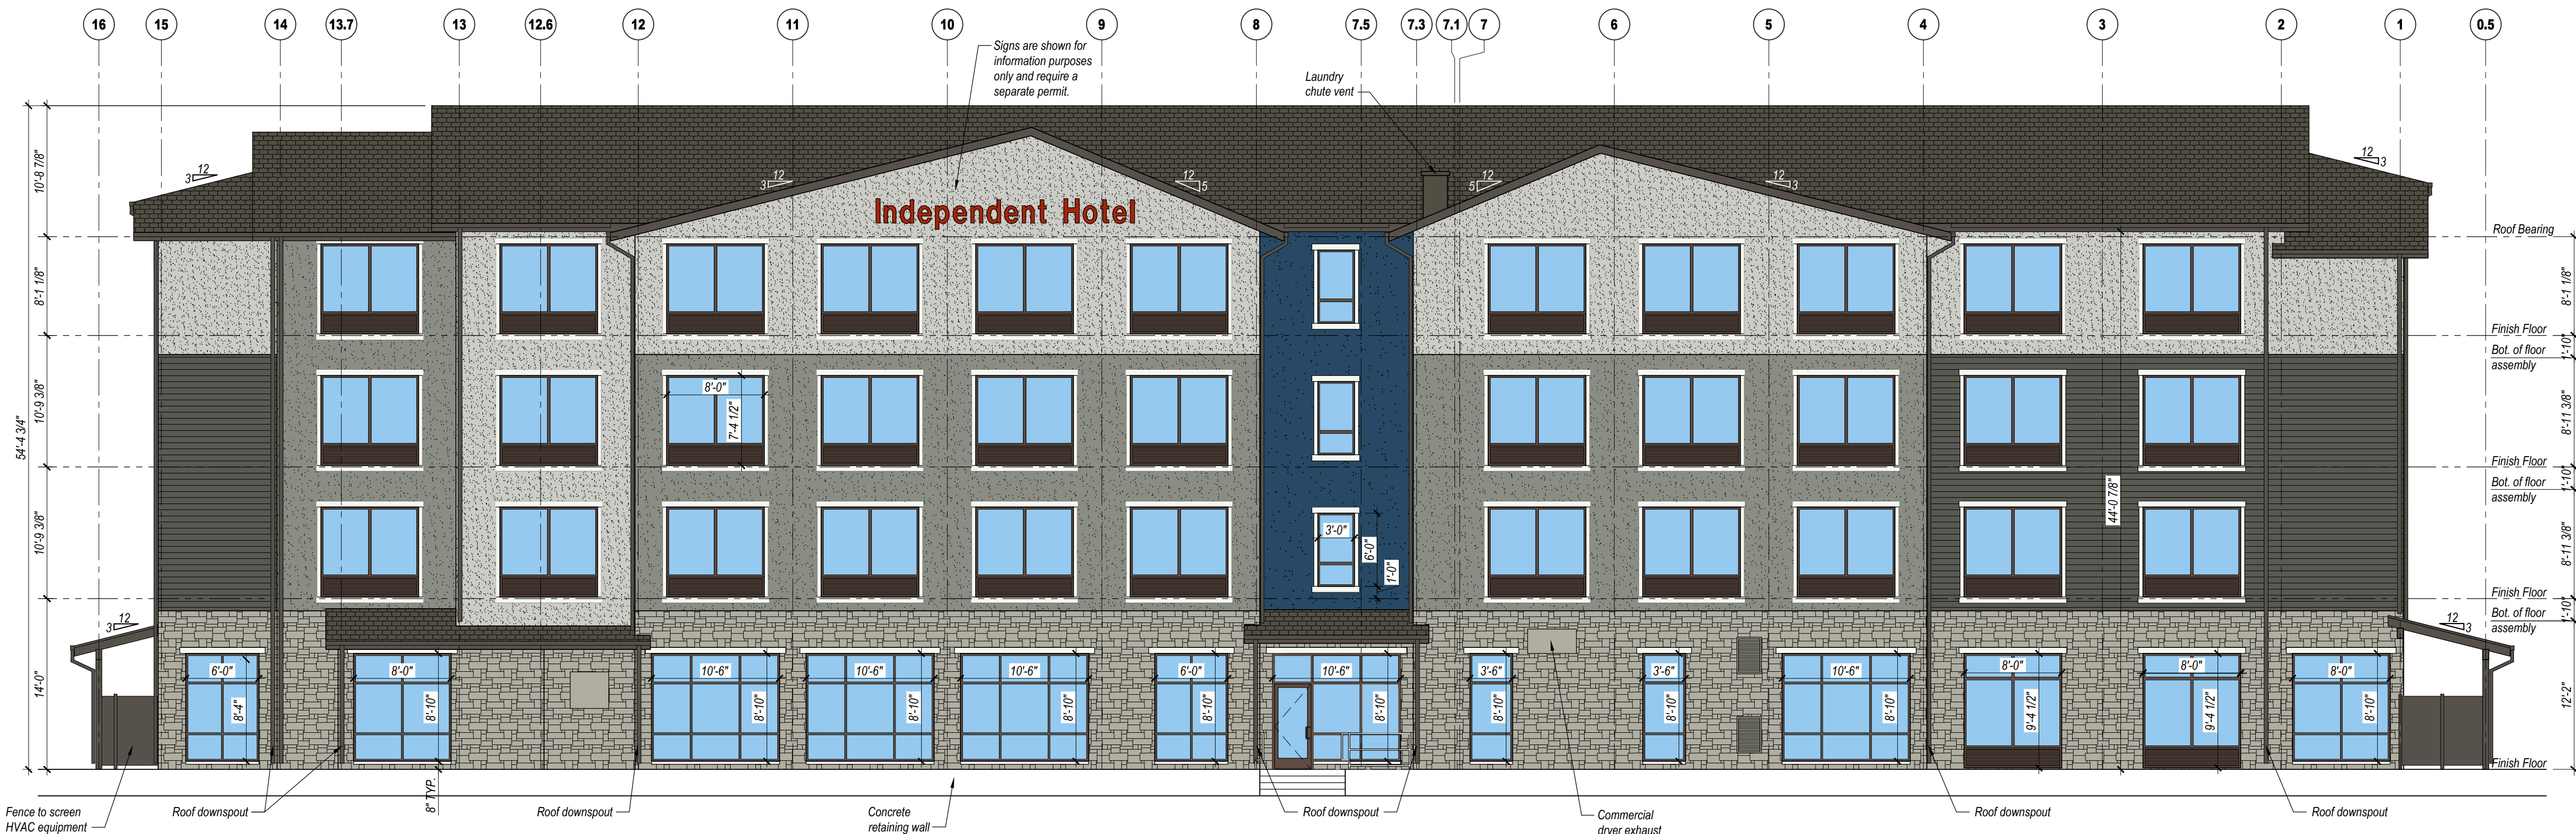 16 15 14 13.7 13 12.6 12 11 10 9 8 7.5 7.3 7.1 7 6 5 4 3 2 1 0.5
Signs are shown for
information purposes
only and require a
separate permit.
Laundry
chute vent
12
3
12
3
12
5
12
5
12
3
12
3
Independent Hotel
54'-4 3/4"
10'-8 7/8"
8'-1 1/8"
10'-9 3/8"
10'-9 3/8"
14'-0"
Roof Bearing
8'-1 1/8"
Finish Floor
1'-10"
Bot. of floor
assembly
8'-11 3/8"
Finish Floor
1'-10"
Bot. of floor
assembly
8'-11 3/8"
Finish Floor
1'-10"
Bot. of floor
assembly
12'-2"
Finish Floor
8'-0"
7'-4 1/2"
3'-0"
6'-0"
1'-0"
44'-0 7/8"
12
3
12
3
6'-0" 8'-0" 10'-6" 10'-6" 10'-6" 6'-0" 10'-6" 3'-6" 3'-6" 10'-6" 8'-0" 8'-0" 8'-0"
8'-4" 8'-10" 8'-10" 8'-10" 8'-10" 8'-10" 8'-10" 8'-10" 8'-10" 8'-10" 9'-4 1/2" 9'-4 1/2" 8'-10"
8" TYP.
Fence to screen
HVAC equipment
Roof downspout
Roof downspout
Concrete
retaining wall
Roof downspout
Commercial
dryer exhaust
Roof downspout
Roof downspout